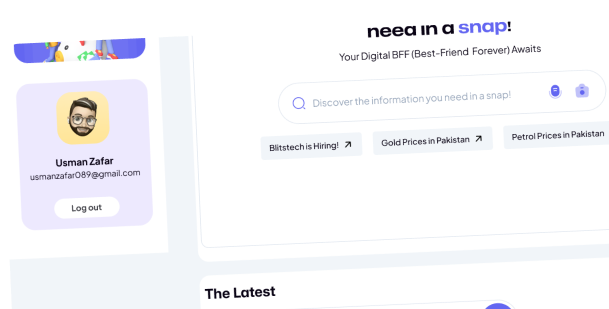 need in a snap!
Your Digital BFF (Best-Friend Forever) Awaits
Discover the information you need in a snap!
Blitstech is Hiring!
Gold Prices in Pakistan
Petrol Prices in Pakistan
Usman Zafar
usmanzafar089@gmail.com
Log out
The Latest